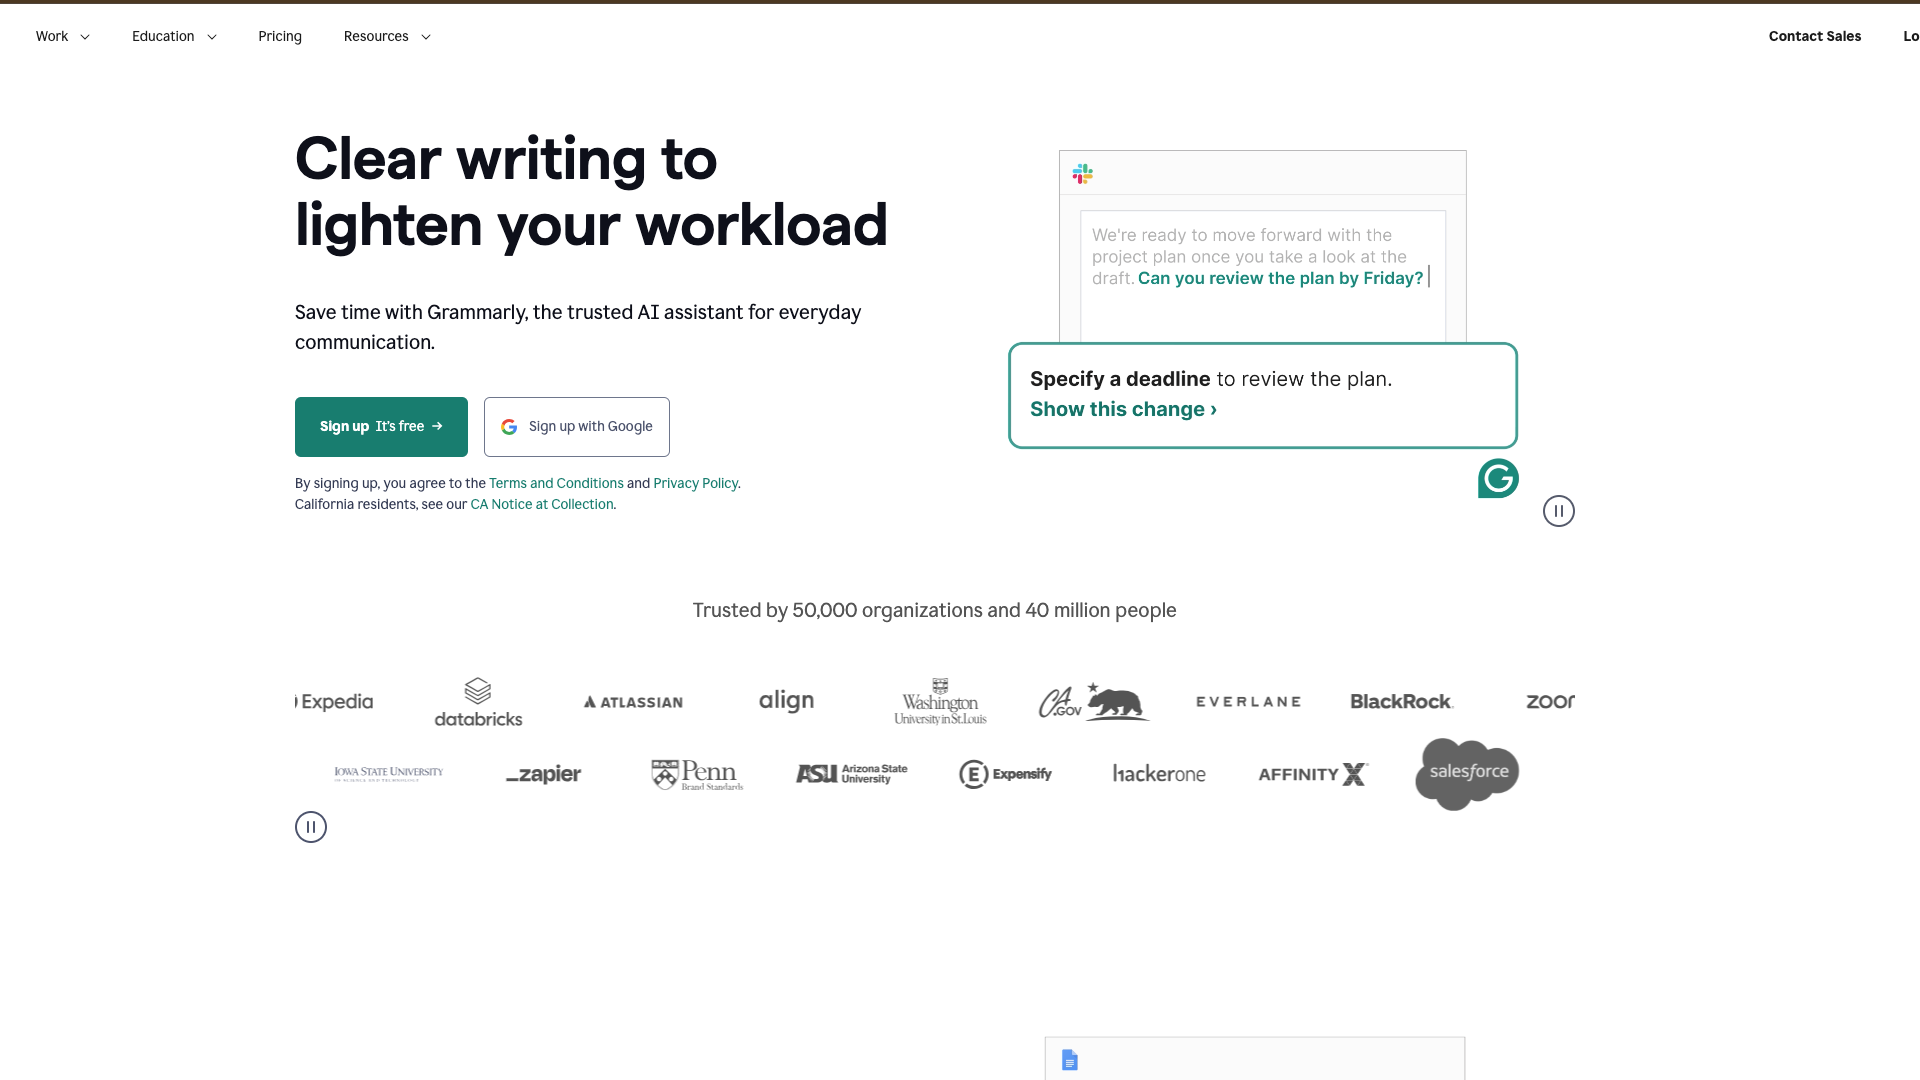 Work
Education
Pricing
Resources
Contact Sales
Lo
Clear writing to
lighten your workload
Save time with Grammarly, the trusted AI assistant for everyday
communication.
Sign up It's free →
Sign up with Google
By signing up, you agree to the Terms and Conditions and Privacy Policy.
California residents, see our CA Notice at Collection.
We're ready to move forward with the
project plan once you take a look at the
draft. Can you review the plan by Friday?
Specify a deadline to review the plan.
Show this change ›
Trusted by 50,000 organizations and 40 million people
Expedia
databricks
ATLASSIAN
align
Washington
University in St. Louis
CA
.GOV
EVERLANE
BlackRock.
zoom
IOWA STATE UNIVERSITY
OF SCIENCE AND TECHNOLOGY
zapier
Penn
Brand Standards
ASU Arizona State
University
Expensify
hackerone
AFFINITY X
salesforce